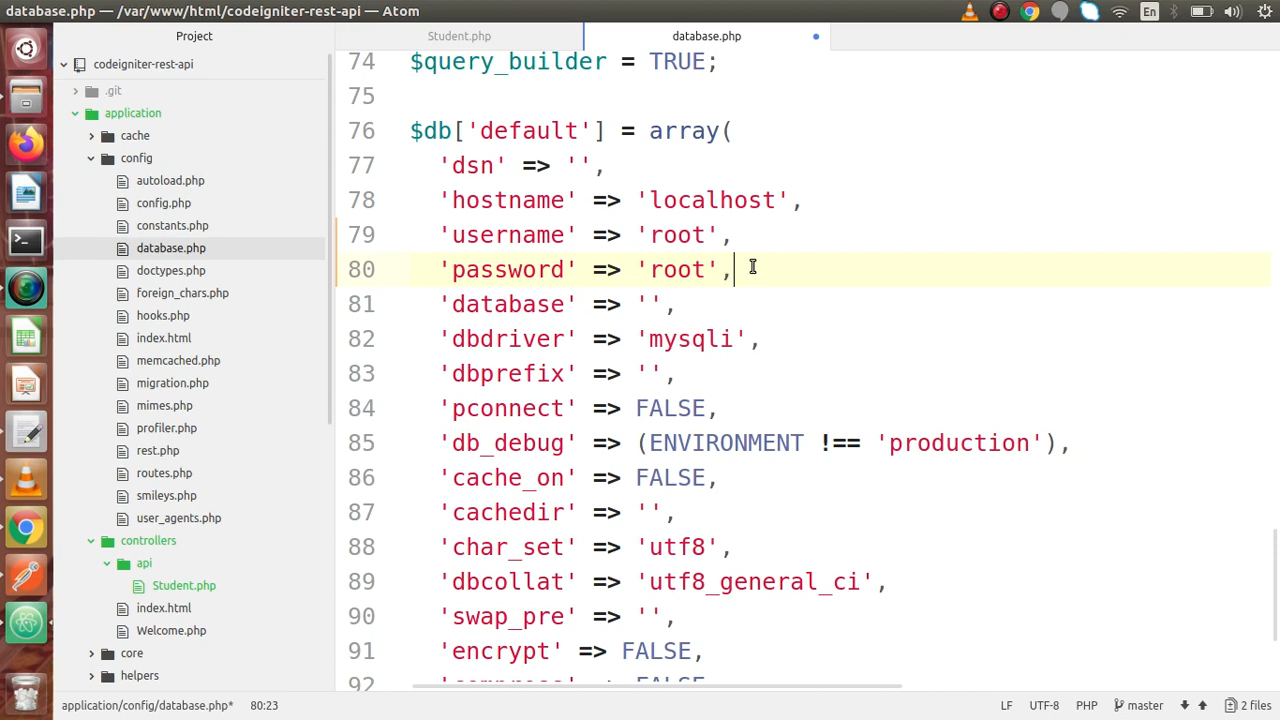 database.php — /var/www/html/codeigniter-rest-api — Atom
En
Project
codeigniter-rest-api
.git
application
cache
config
autoload.php
config.php
constants.php
database.php
doctypes.php
foreign_chars.php
hooks.php
index.html
memcached.php
migration.php
mimes.php
profiler.php
rest.php
routes.php
smileys.php
user_agents.php
controllers
api
Student.php
index.html
Welcome.php
core
helpers
Student.php
database.php
74 $query_builder = TRUE;
75
76 $db['default'] = array(
77 'dsn' => '',
78 'hostname' => 'localhost',
79 'username' => 'root',
80 'password' => 'root',
81 'database' => '',
82 'dbdriver' => 'mysqli',
83 'dbprefix' => '',
84 'pconnect' => FALSE,
85 'db_debug' => (ENVIRONMENT !== 'production'),
86 'cache_on' => FALSE,
87 'cachedir' => '',
88 'char_set' => 'utf8',
89 'dbcollat' => 'utf8_general_ci',
90 'swap_pre' => '',
91 'encrypt' => FALSE,
92
application/config/database.php* 80:23
LF UTF-8 PHP master 2 files